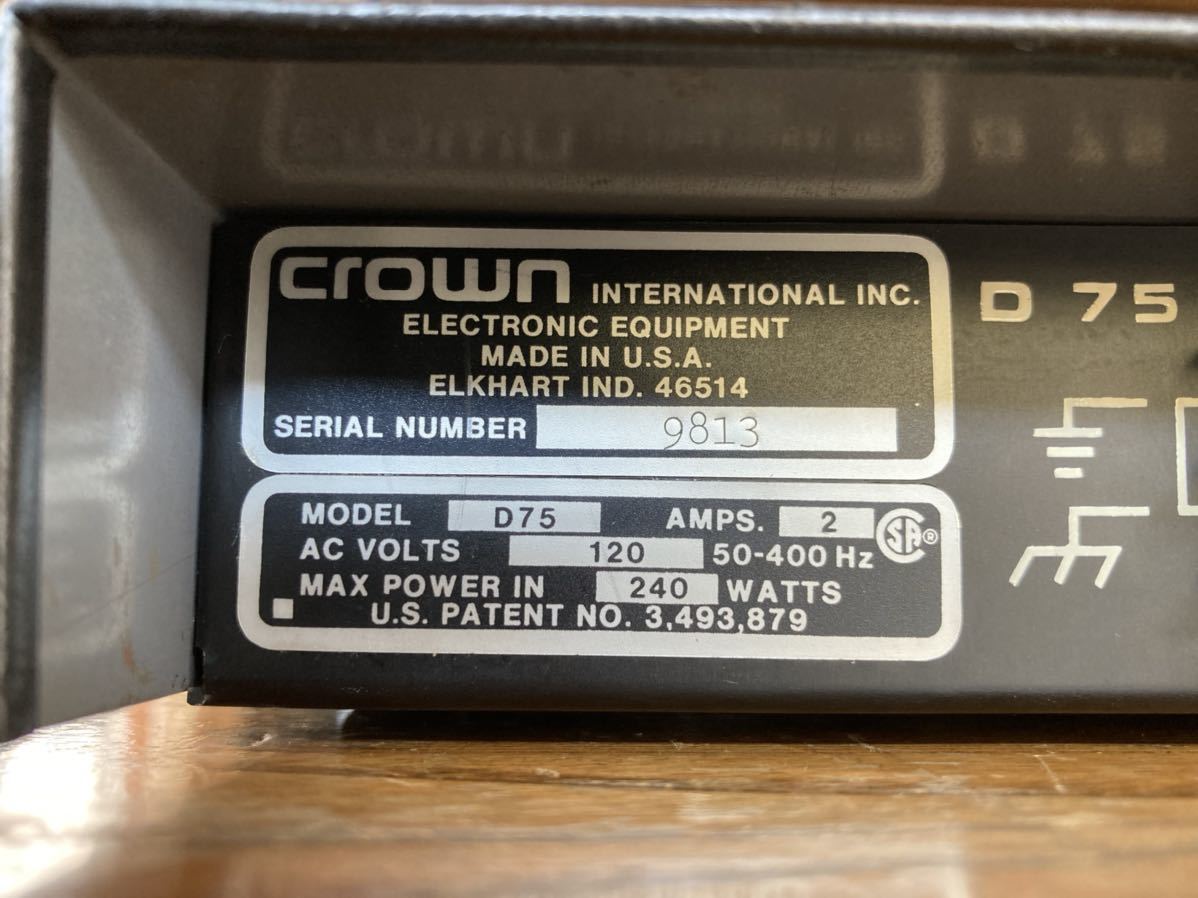 crown INTERNATIONAL INC.
ELECTRONIC EQUIPMENT
MADE IN U.S.A.
ELKHART IND. 46514
SERIAL NUMBER 9813
D 75
MODEL D75 AMPS. 2
AC VOLTS 120 50-400 Hz
MAX POWER IN 240 WATTS
U.S. PATENT NO. 3,493,879
SA ®